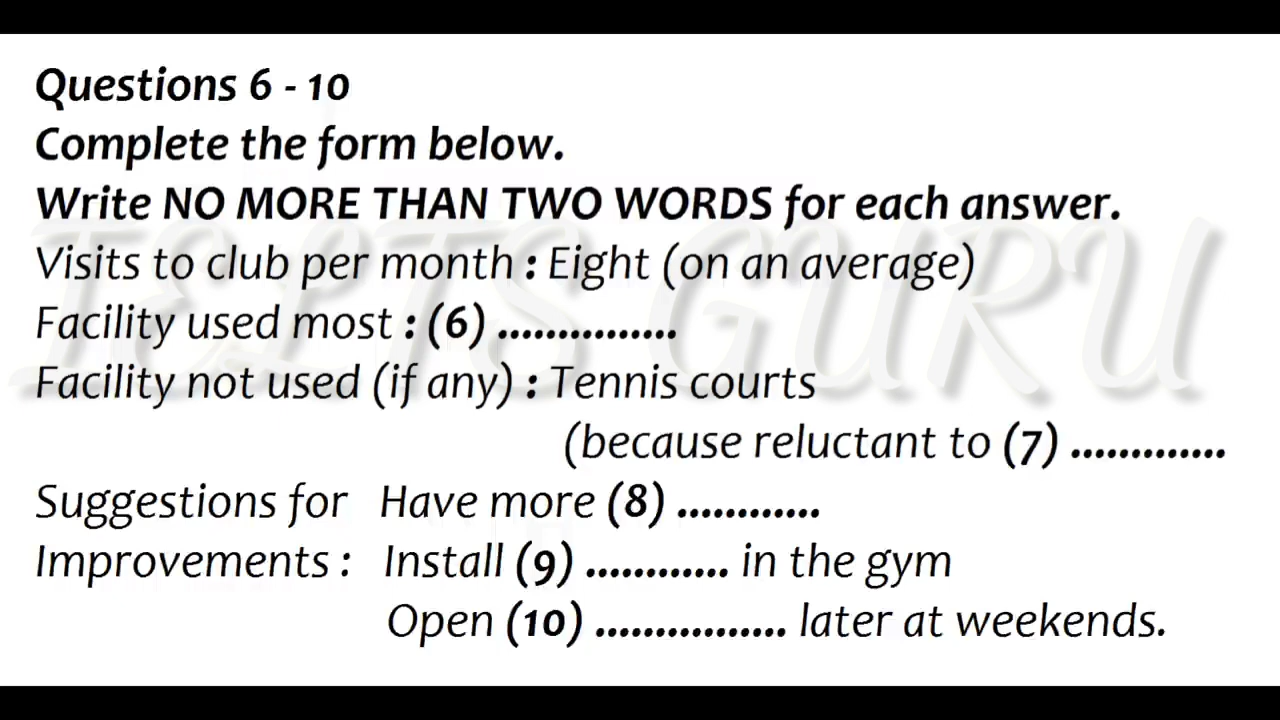 Questions 6 - 10
Complete the form below.
Write NO MORE THAN TWO WORDS for each answer.
Visits to club per month : Eight (on an average)
Facility used most : (6) ...............
Facility not used (if any) : Tennis courts
(because reluctant to (7) .............
Suggestions for Have more (8) ............
Improvements : Install (9) ............ in the gym
Open (10) ................ later at weekends.
IELTS GURU